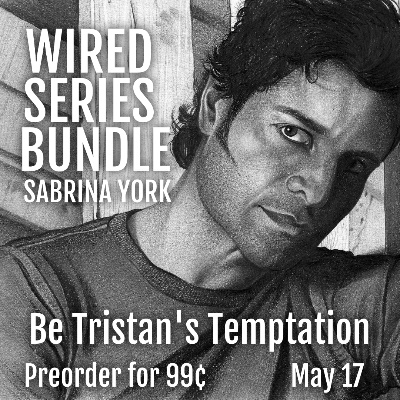 WIRED
SERIES
BUNDLE
SABRINA YORK
Be Tristan's Temptation
Preorder for 99¢ May 17